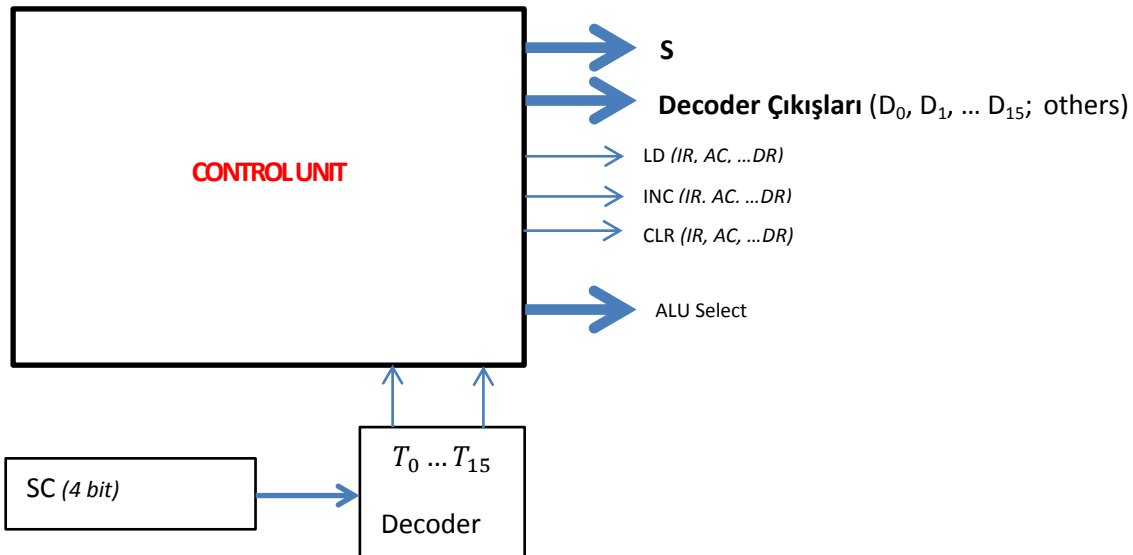 S
Decoder Çıkışları (D₀, D₁, ... D₁₅; others)
LD (IR, AC, ...DR)
CONTROL UNIT
INC (IR. AC. ...DR)
CLR (IR, AC, ...DR)
ALU Select
T₀ ... T₁₅
SC (4 bit)
Decoder